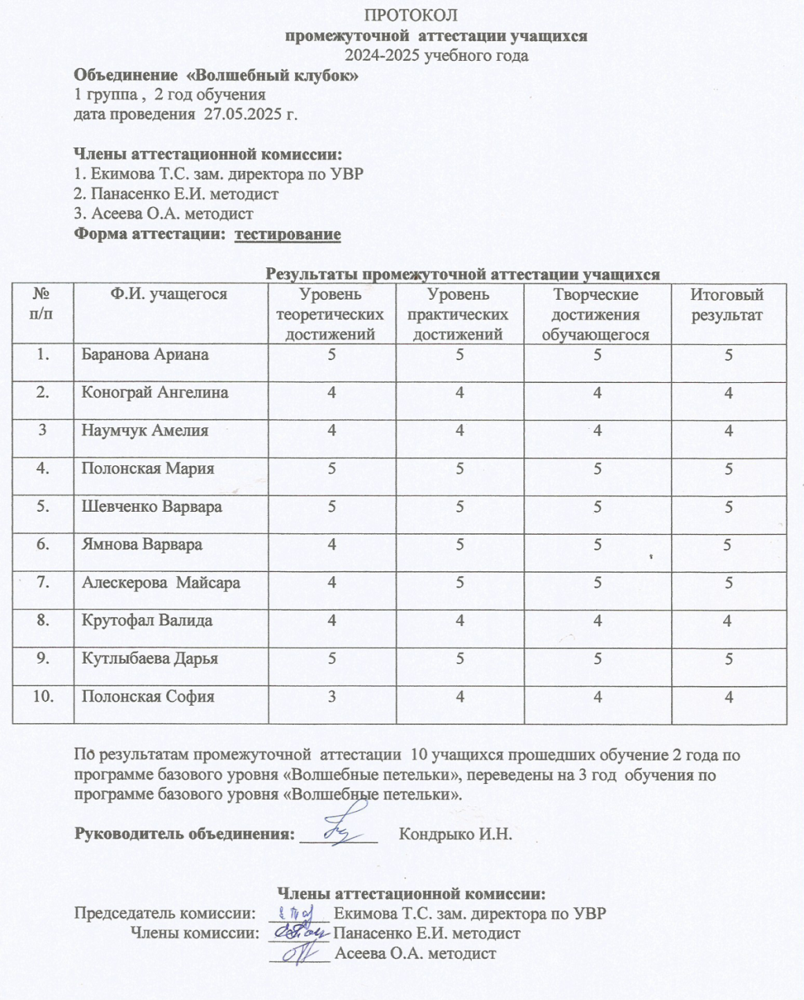 ПРОТОКОЛ
промежуточной аттестации учащихся
2024-2025 учебного года
Объединение «Волшебный клубок»
1 группа , 2 год обучения
дата проведения 27.05.2025 г.
Члены аттестационной комиссии:
1. Екимова Т.С. зам. директора по УВР
2. Панасенко Е.И. методист
3. Асеева О.А. методист
Форма аттестации: тестирование
Результаты промежуточной аттестации учащихся
№ п/п Ф.И. учащегося Уровень теоретических достижений Уровень практических достижений Творческие достижения обучающегося Итоговый результат
1. Баранова Ариана 5 5 5 5
2. Конограй Ангелина 4 4 4 4
3 Наумчук Амелия 4 4 4 4
4. Полонская Мария 5 5 5 5
5. Шевченко Варвара 5 5 5 5
6. Ямнова Варвара 4 5 5 5
7. Алескерова Майсара 4 5 5 5
8. Крутофал Валида 4 4 4 4
9. Кутлыбаева Дарья 5 5 5 5
10. Полонская София 3 4 4 4
По результатам промежуточной аттестации 10 учащихся прошедших обучение 2 года по
программе базового уровня «Волшебные петельки», переведены на 3 год обучения по
программе базового уровня «Волшебные петельки».
Руководитель объединения: Кондрыко И.Н.
Члены аттестационной комиссии:
Председатель комиссии: Екимова Т.С. зам. директора по УВР
Члены комиссии: Панасенко Е.И. методист
Асеева О.А. методист